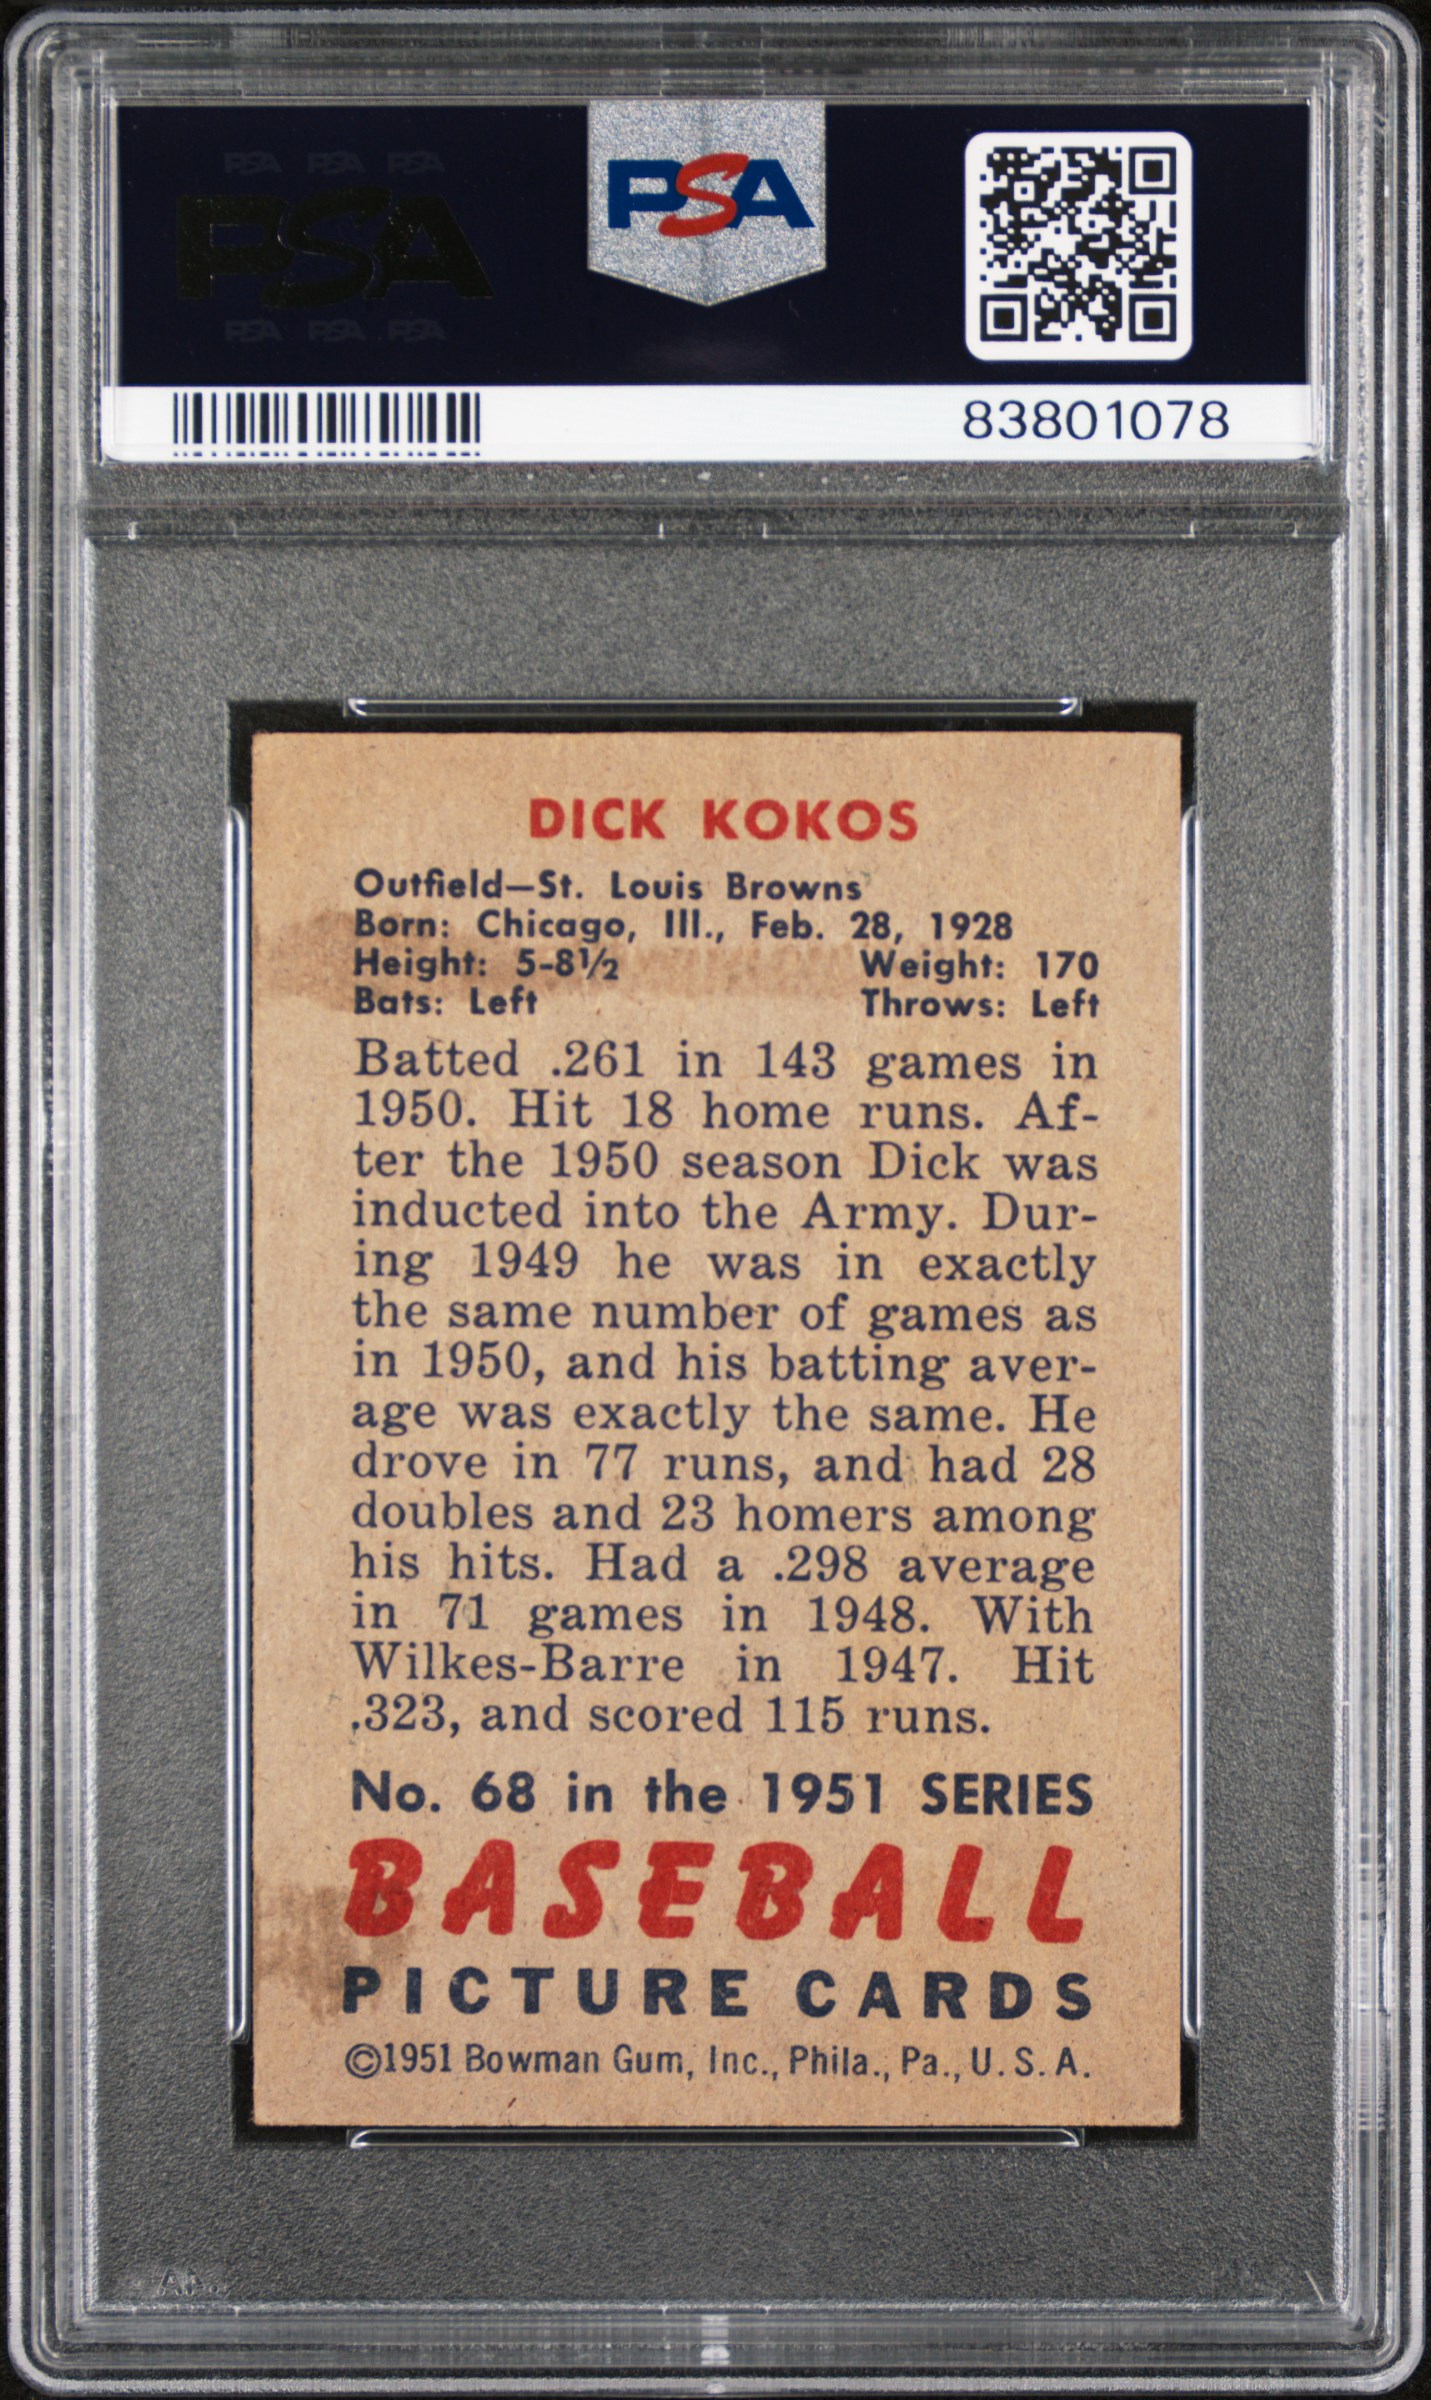 PSA PSA PSA
PSA
PSA PSA PSA
PSA
83801078
DICK KOKOS
Outfield—St. Louis Browns
Born: Chicago, Ill., Feb. 28, 1928
Height: 5-8½ Weight: 170
Bats: Left Throws: Left
Batted .261 in 143 games in
1950. Hit 18 home runs. Af-
ter the 1950 season Dick was
inducted into the Army. Dur-
ing 1949 he was in exactly
the same number of games as
in 1950, and his batting aver-
age was exactly the same. He
drove in 77 runs, and had 28
doubles and 23 homers among
his hits. Had a .298 average
in 71 games in 1948. With
Wilkes-Barre in 1947. Hit
.323, and scored 115 runs.
No. 68 in the 1951 SERIES
BASEBALL
PICTURE CARDS
©1951 Bowman Gum, Inc., Phila., Pa., U. S. A.